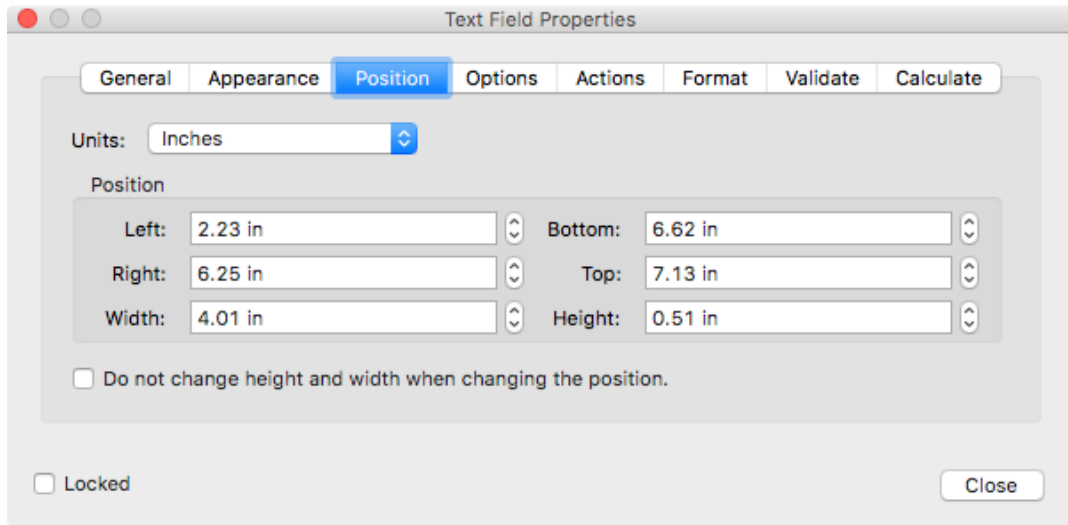 Text Field Properties
General Appearance Position Options Actions Format Validate Calculate
Units: Inches
Position
Left: 2.23 in Bottom: 6.62 in
Right: 6.25 in Top: 7.13 in
Width: 4.01 in Height: 0.51 in
Do not change height and width when changing the position.
Locked Close